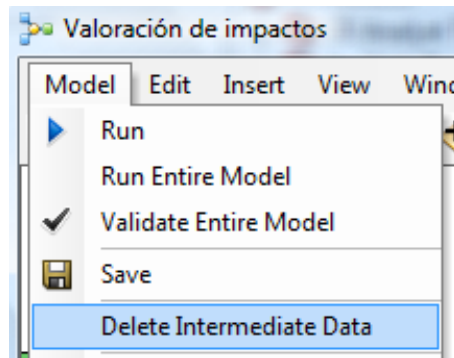 Valoración de impactos
Model Edit Insert View
Run
Run Entire Model
Validate Entire Model
Save
Delete Intermediate Data